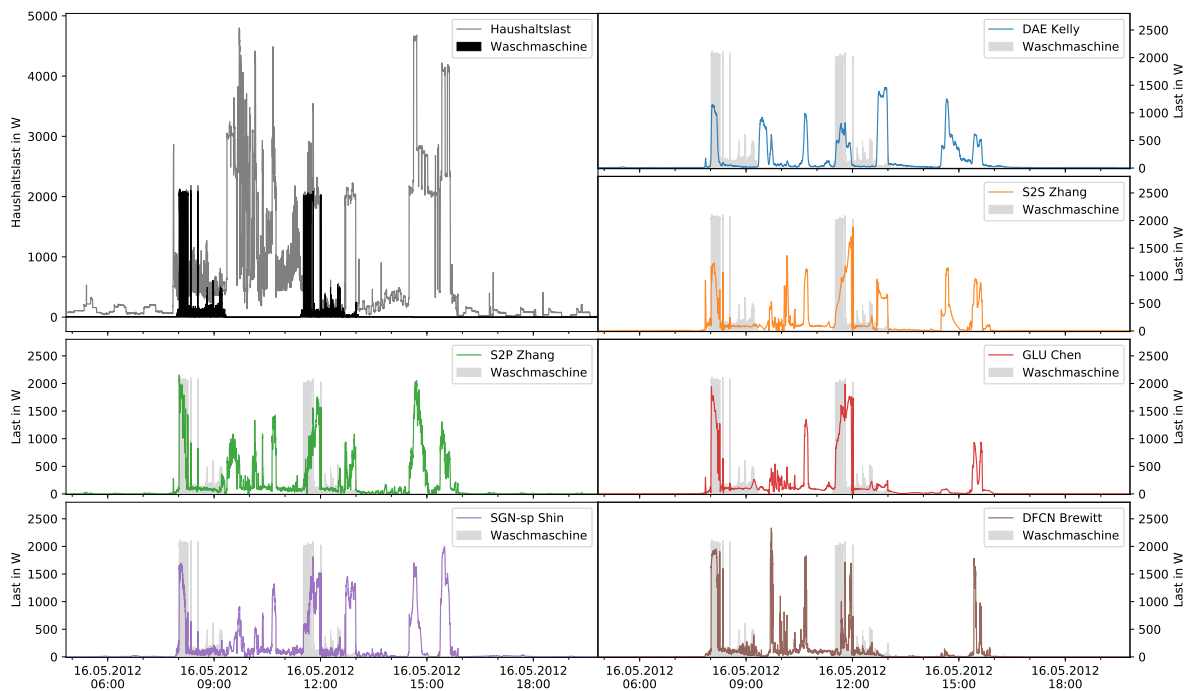 5000
4000
3000
2000
1000
0
Haushaltslast in W
Haushaltslast
Waschmaschine
DAE Kelly
Waschmaschine
2500
2000
1500
1000
500
0
Last in W
S2S Zhang
Waschmaschine
2500
2000
1500
1000
500
0
Last in W
2500
2000
1500
1000
500
0
Last in W
S2P Zhang
Waschmaschine
GLU Chen
Waschmaschine
2500
2000
1500
1000
500
0
Last in W
2500
2000
1500
1000
500
0
Last in W
SGN-sp Shin
Waschmaschine
DFCN Brewitt
Waschmaschine
2500
2000
1500
1000
500
0
Last in W
16.05.2012 16.05.2012 16.05.2012 16.05.2012 16.05.2012
06:00 09:00 12:00 15:00 18:00
16.05.2012 16.05.2012 16.05.2012 16.05.2012 16.05.2012
06:00 09:00 12:00 15:00 18:00